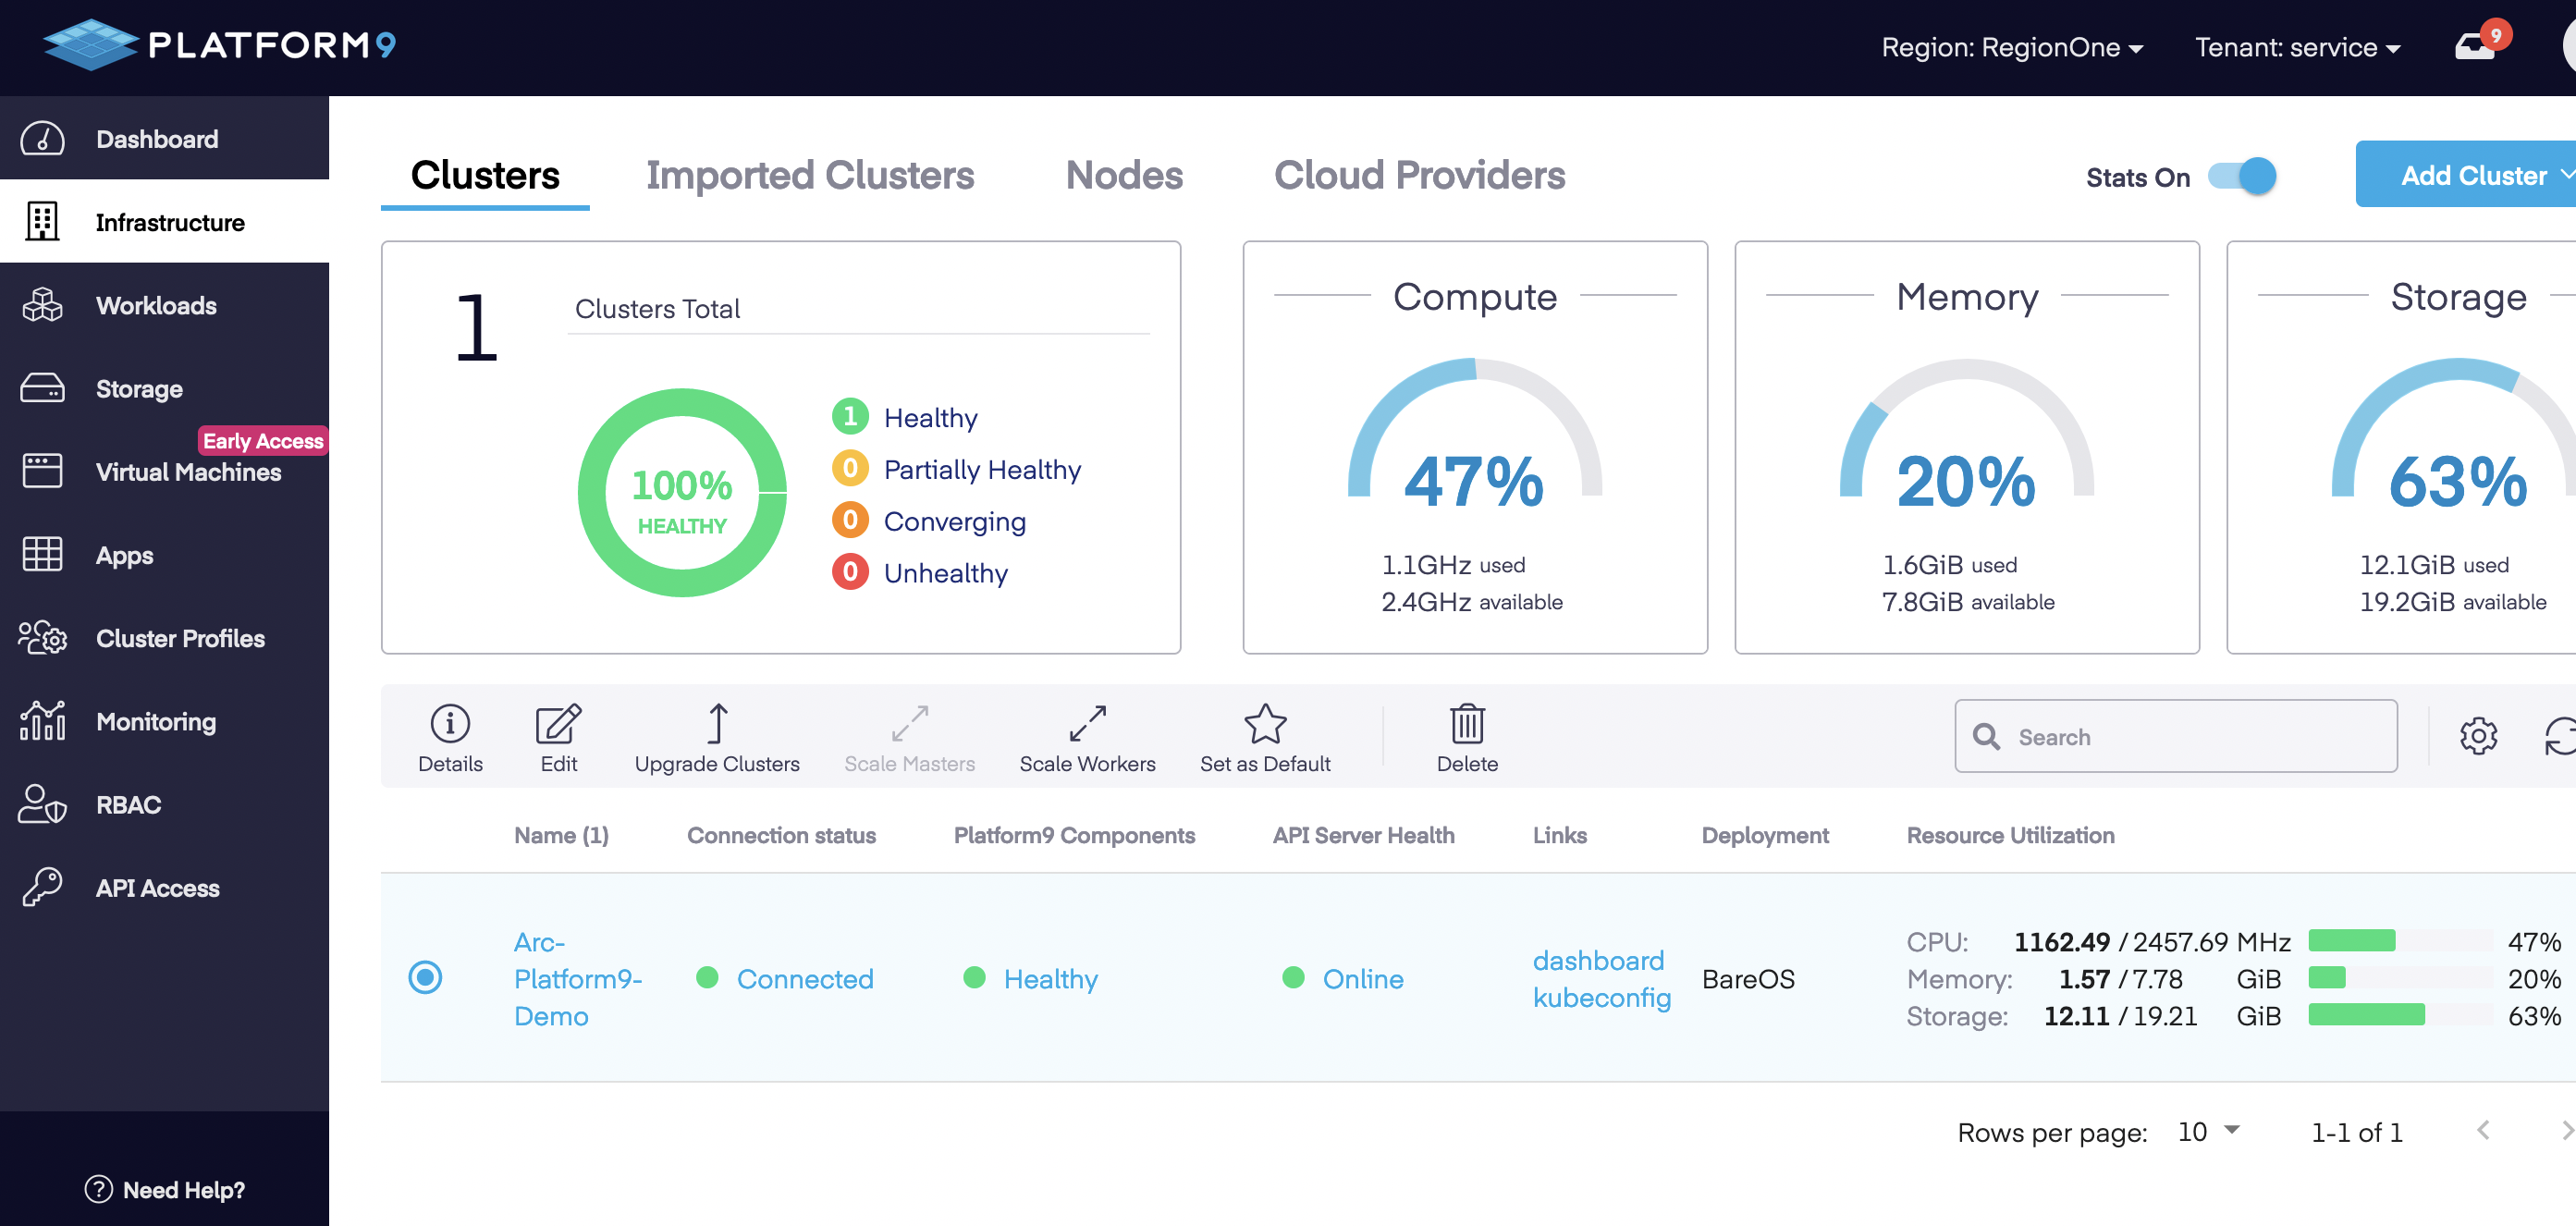 PLATFORM9
Region: RegionOne
Tenant: service
9
Dashboard
Infrastructure
Workloads
Storage
Early Access
Virtual Machines
Apps
Cluster Profiles
Monitoring
RBAC
API Access
Need Help?
Clusters
Imported Clusters
Nodes
Cloud Providers
Stats On
Add Cluster
1
Clusters Total
100%
HEALTHY
1 Healthy
0 Partially Healthy
0 Converging
0 Unhealthy
Compute
47%
1.1GHz used
2.4GHz available
Memory
20%
1.6GiB used
7.8GiB available
Storage
63%
12.1GiB used
19.2GiB available
Details
Edit
Upgrade Clusters
Scale Masters
Scale Workers
Set as Default
Delete
Search
Name (1)
Connection status
Platform9 Components
API Server Health
Links
Deployment
Resource Utilization
Arc-
Platform9-
Demo
Connected
Healthy
Online
dashboard
kubeconfig
BareOS
CPU: 1162.49 / 2457.69 MHz 47%
Memory: 1.57 / 7.78 GiB 20%
Storage: 12.11 / 19.21 GiB 63%
Rows per page: 10
1-1 of 1